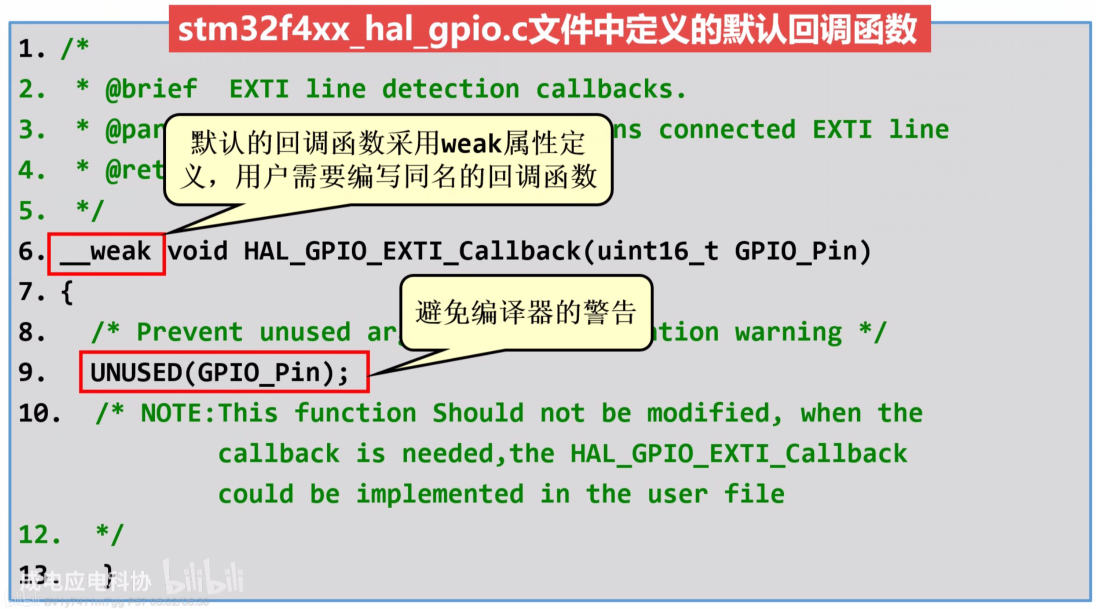 stm32f4xx_hal_gpio.c文件中定义的默认回调函数
1. /*
2.  * @brief  EXTI line detection callbacks.
3.  * @par
ns connected EXTI line
4.  * @ret
默认的回调函数采用weak属性定
义，用户需要编写同名的回调函数
5.  */
6. __weak void HAL_GPIO_EXTI_Callback(uint16_t GPIO_Pin)
7. {
避免编译器的警告
8.   /* Prevent unused ar
tion warning */
9.   UNUSED(GPIO_Pin);
10.  /* NOTE:This function Should not be modified, when the
callback is needed,the HAL_GPIO_EXTI_Callback
could be implemented in the user file
12.  */
13.  }
成电应电科协 bilibili